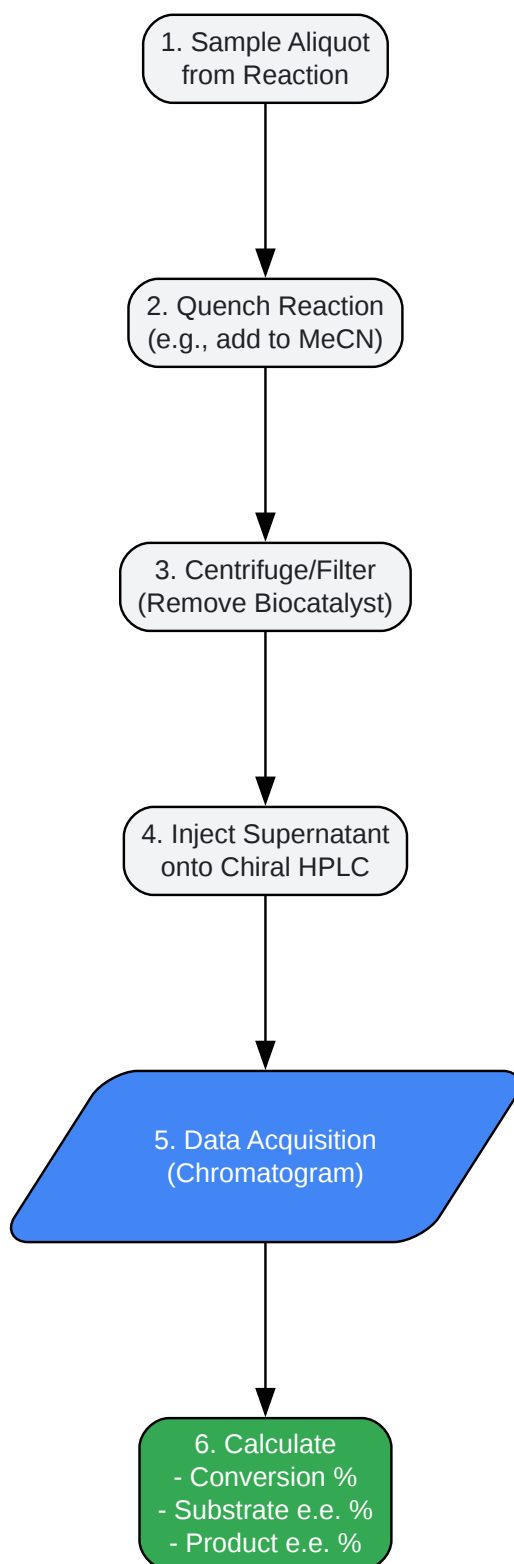 1. Sample Aliquot
from Reaction
2. Quench Reaction
(e.g., add to MeCN)
3. Centrifuge/Filter
(Remove Biocatalyst)
4. Inject Supernatant
onto Chiral HPLC
5. Data Acquisition
(Chromatogram)
6. Calculate
- Conversion %
- Substrate e.e. %
- Product e.e. %